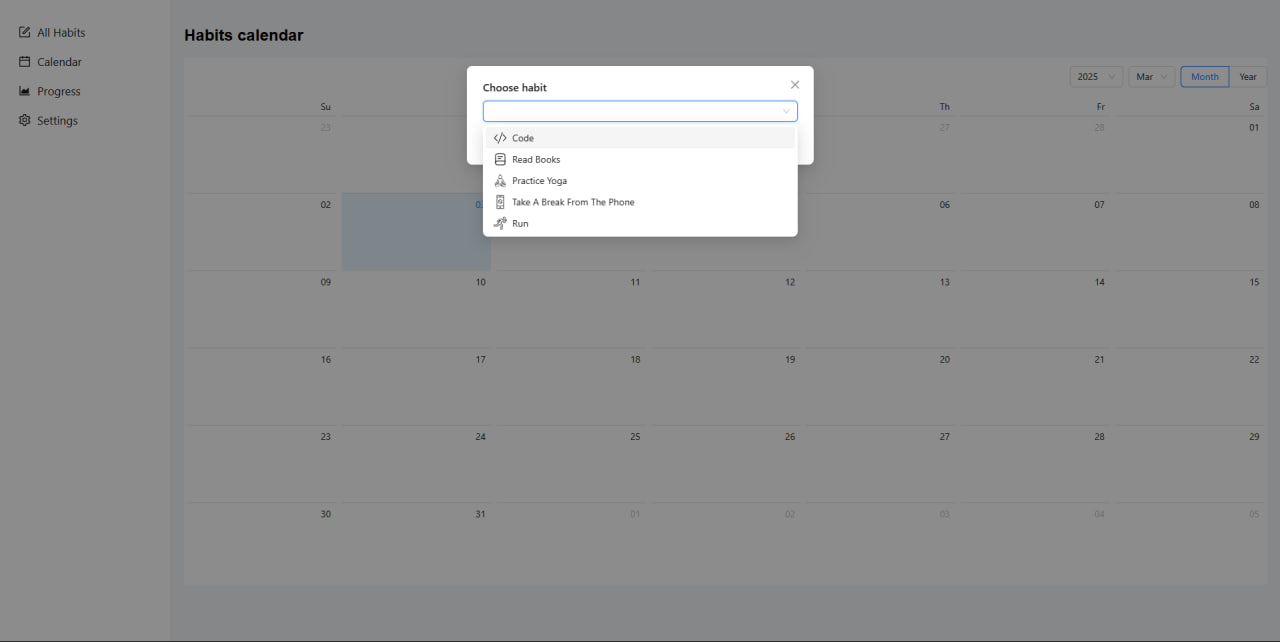 All Habits
Calendar
Progress
Settings
Habits calendar
2025 Mar Month Year
Choose habit
Code
Read Books
Practice Yoga
Take A Break From The Phone
Run
Su Th Fr Sa
23 27 28 01
02 06 07 08
09 10 11 12 13 14 15
16 17 18 19 20 21 22
23 24 25 26 27 28 29
30 31 01 02 03 04 05